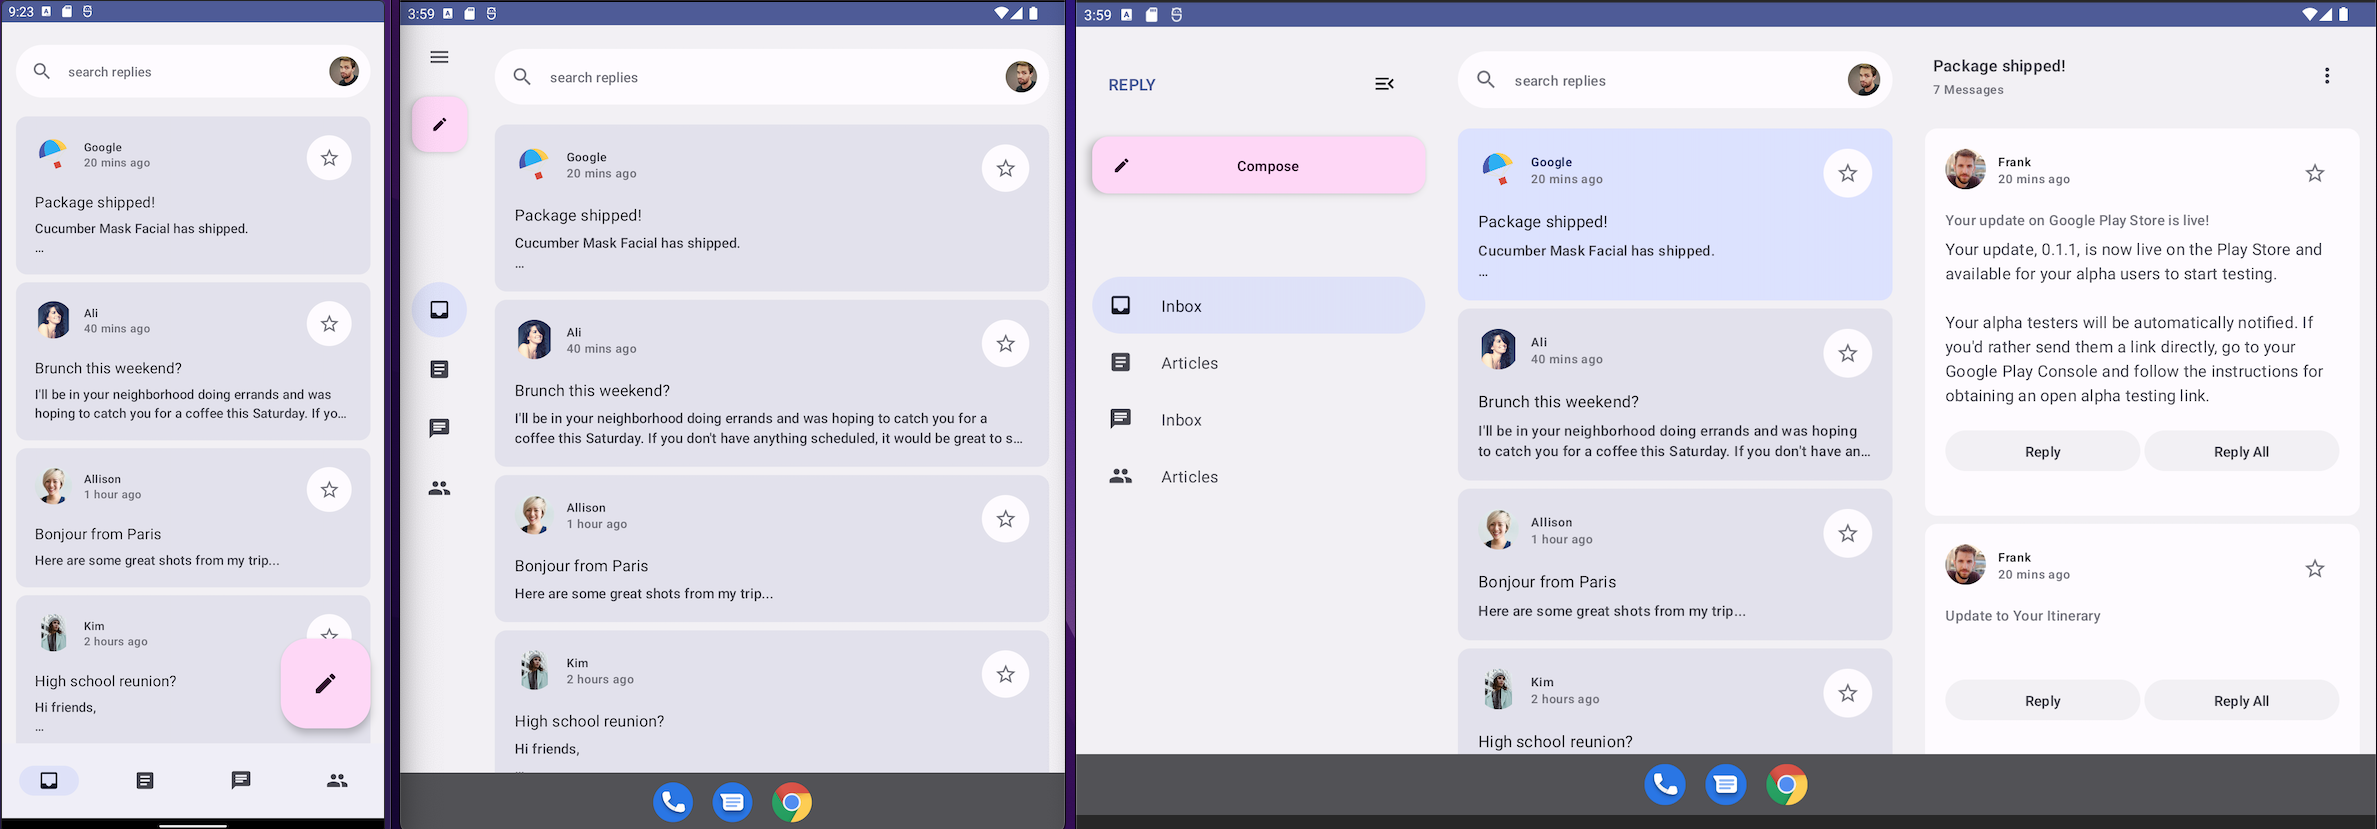 9:23
search replies
Google
20 mins ago
Package shipped!
Cucumber Mask Facial has shipped.
...
Ali
40 mins ago
Brunch this weekend?
I'll be in your neighborhood doing errands and was
hoping to catch you for a coffee this Saturday. If yo...
Allison
1 hour ago
Bonjour from Paris
Here are some great shots from my trip...
Kim
2 hours ago
High school reunion?
Hi friends,
...
3:59
search replies
Google
20 mins ago
Package shipped!
Cucumber Mask Facial has shipped.
...
Ali
40 mins ago
Brunch this weekend?
I'll be in your neighborhood doing errands and was hoping to catch you for a
coffee this Saturday. If you don't have anything scheduled, it would be great to s...
Allison
1 hour ago
Bonjour from Paris
Here are some great shots from my trip...
Kim
2 hours ago
High school reunion?
Hi friends,
3:59
REPLY
Compose
Inbox
Articles
Inbox
Articles
search replies
Google
20 mins ago
Package shipped!
Cucumber Mask Facial has shipped.
...
Ali
40 mins ago
Brunch this weekend?
I'll be in your neighborhood doing errands and was hoping
to catch you for a coffee this Saturday. If you don't have an...
Allison
1 hour ago
Bonjour from Paris
Here are some great shots from my trip...
Kim
2 hours ago
High school reunion?
Package shipped!
7 Messages
Frank
20 mins ago
Your update on Google Play Store is live!
Your update, 0.1.1, is now live on the Play Store and
available for your alpha users to start testing.
Your alpha testers will be automatically notified. If
you'd rather send them a link directly, go to your
Google Play Console and follow the instructions for
obtaining an open alpha testing link.
Reply
Reply All
Frank
20 mins ago
Update to Your Itinerary
Reply
Reply All